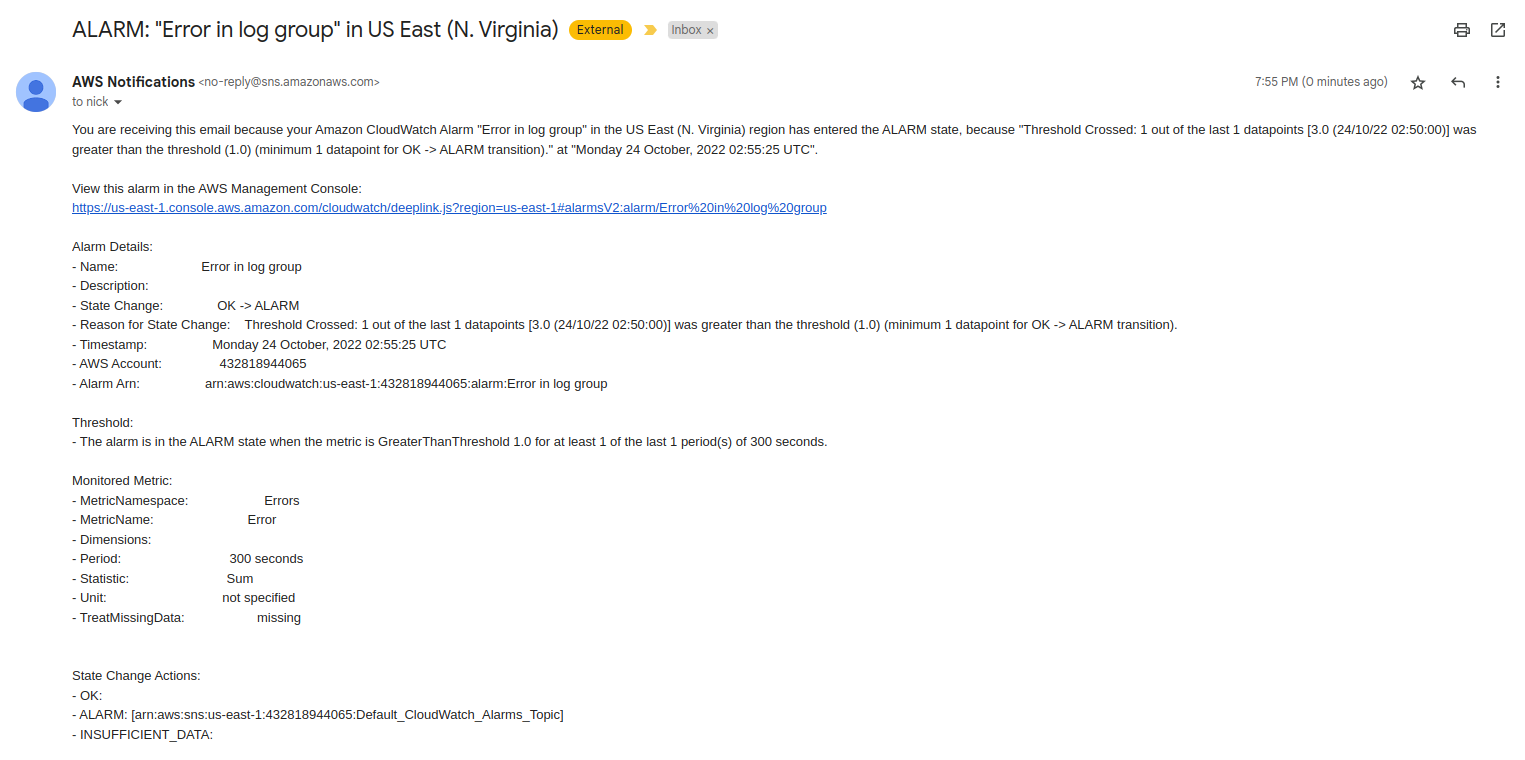 ALARM: "Error in log group" in US East (N. Virginia) External Inbox ×
AWS Notifications <no-reply@sns.amazonaws.com> 7:55 PM (0 minutes ago)
to nick
You are receiving this email because your Amazon CloudWatch Alarm "Error in log group" in the US East (N. Virginia) region has entered the ALARM state, because "Threshold Crossed: 1 out of the last 1 datapoints [3.0 (24/10/22 02:50:00)] was
greater than the threshold (1.0) (minimum 1 datapoint for OK -> ALARM transition)." at "Monday 24 October, 2022 02:55:25 UTC".
View this alarm in the AWS Management Console:
https://us-east-1.console.aws.amazon.com/cloudwatch/deeplink.js?region=us-east-1#alarmsV2:alarm/Error%20in%20log%20group
Alarm Details:
- Name: Error in log group
- Description:
- State Change: OK -> ALARM
- Reason for State Change: Threshold Crossed: 1 out of the last 1 datapoints [3.0 (24/10/22 02:50:00)] was greater than the threshold (1.0) (minimum 1 datapoint for OK -> ALARM transition).
- Timestamp: Monday 24 October, 2022 02:55:25 UTC
- AWS Account: 432818944065
- Alarm Arn: arn:aws:cloudwatch:us-east-1:432818944065:alarm:Error in log group
Threshold:
- The alarm is in the ALARM state when the metric is GreaterThanThreshold 1.0 for at least 1 of the last 1 period(s) of 300 seconds.
Monitored Metric:
- MetricNamespace: Errors
- MetricName: Error
- Dimensions:
- Period: 300 seconds
- Statistic: Sum
- Unit: not specified
- TreatMissingData: missing
State Change Actions:
- OK:
- ALARM: [arn:aws:sns:us-east-1:432818944065:Default_CloudWatch_Alarms_Topic]
- INSUFFICIENT_DATA: